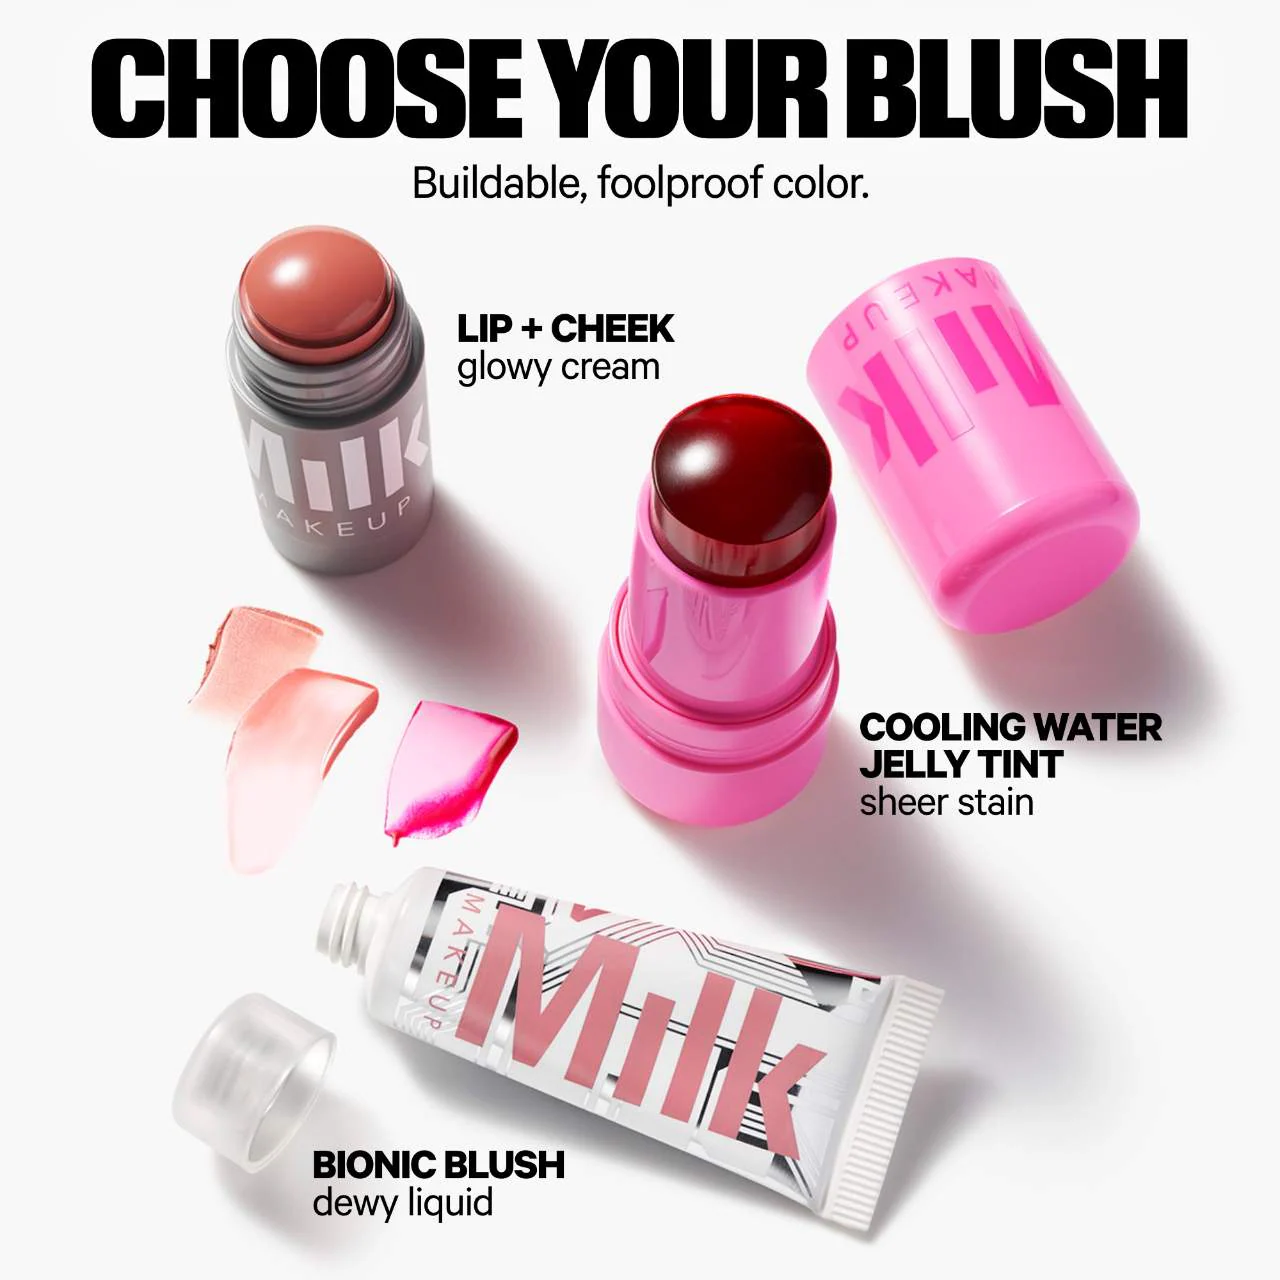 CHOOSE YOUR BLUSH
Buildable, foolproof color.
LIP + CHEEK
glowy cream
Milk
MAKEUP
MAKEUP
Milk
COOLING WATER
JELLY TINT
sheer stain
MAKEUP
Milk
BIONIC BLUSH
dewy liquid